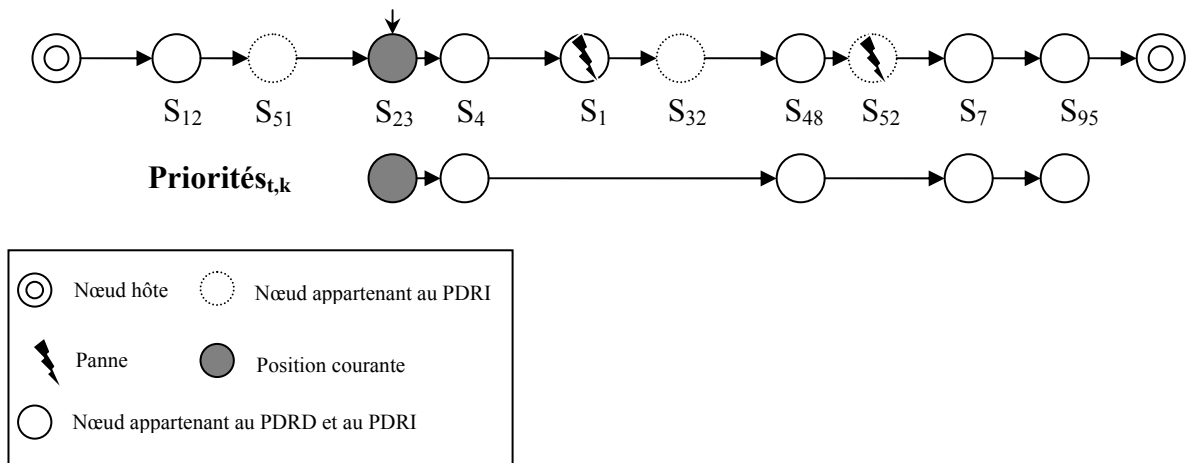 S12 S51 S23 S4 S1 S32 S48 S52 S7 S95
Prioritést,k
Nœud hôte Nœud appartenant au PDRI
Panne Position courante
Nœud appartenant au PDRD et au PDRI